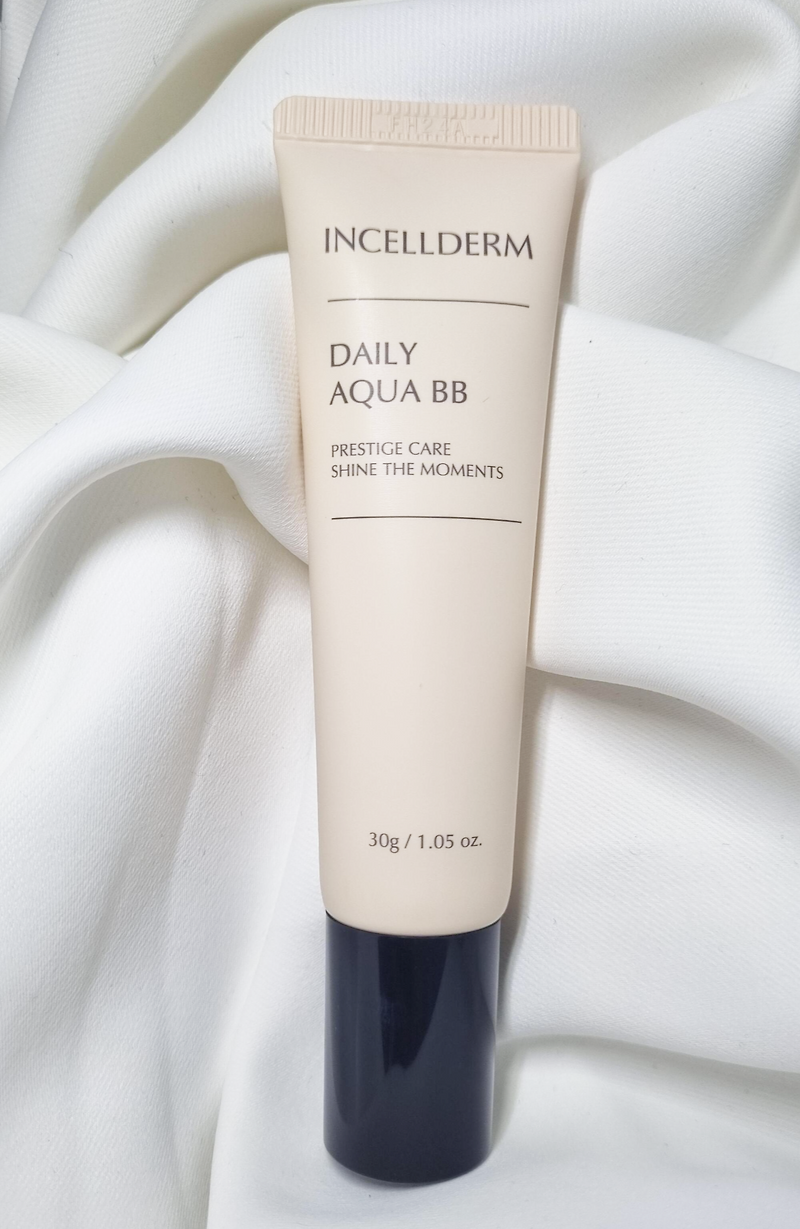 INCELLDERM
DAILY
AQUA BB
PRESTIGE CARE
SHINE THE MOMENTS
30g / 1.05 oz.